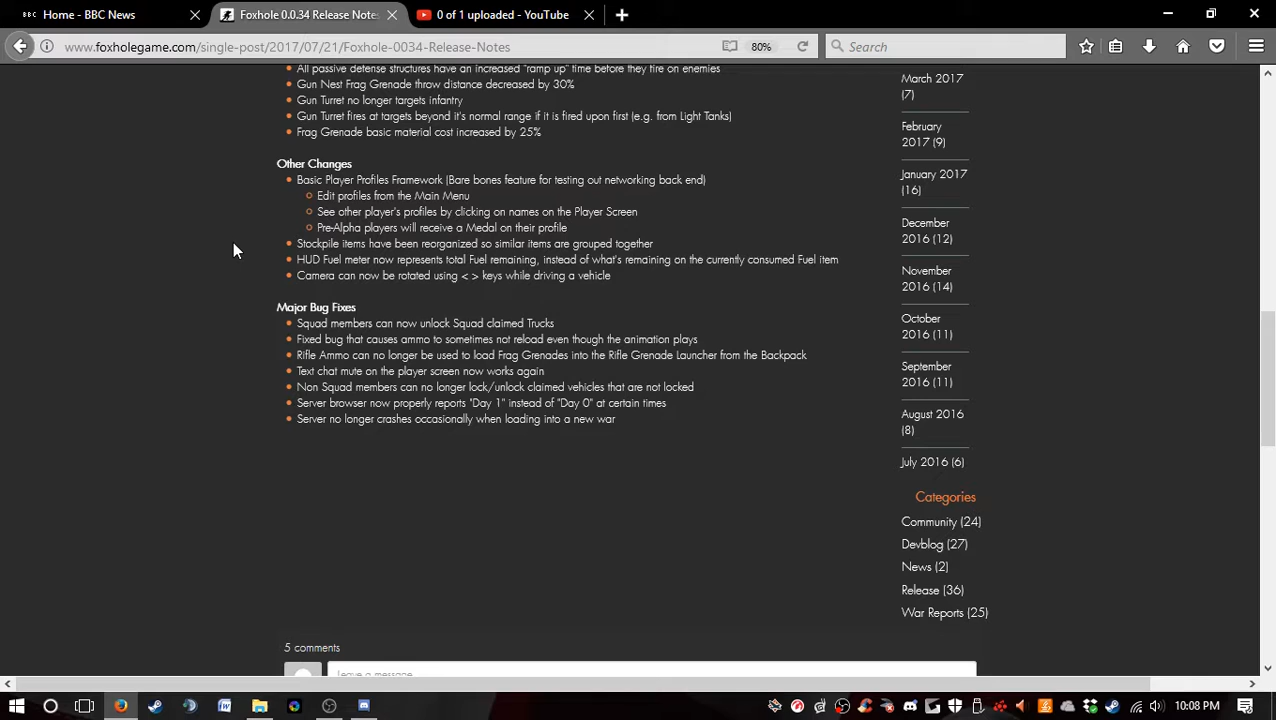 Home - BBC News
Foxhole 0.0.34 Release Notes
0 of 1 uploaded - YouTube
www.foxholegame.com/single-post/2017/07/21/Foxhole-0034-Release-Notes
80%
Search
All passive defense structures have an increased "ramp up" time before they fire on enemies
Gun Nest Frag Grenade throw distance decreased by 30%
Gun Turret no longer targets infantry
Gun Turret fires at targets beyond it's normal range if it is fired upon first (e.g. from Light Tanks)
Frag Grenade basic material cost increased by 25%
Other Changes
Basic Player Profiles Framework (Bare bones feature for testing out networking back end)
Edit profiles from the Main Menu
See other player's profiles by clicking on names on the Player Screen
Pre-Alpha players will receive a Medal on their profile
Stockpile items have been reorganized so similar items are grouped together
HUD Fuel meter now represents total Fuel remaining, instead of what's remaining on the currently consumed Fuel item
Camera can now be rotated using < > keys while driving a vehicle
Major Bug Fixes
Squad members can now unlock Squad claimed Trucks
Fixed bug that causes ammo to sometimes not reload even though the animation plays
Rifle Ammo can no longer be used to load Frag Grenades into the Rifle Grenade Launcher from the Backpack
Text chat mute on the player screen now works again
Non Squad members can no longer lock/unlock claimed vehicles that are not locked
Server browser now properly reports "Day 1" instead of "Day 0" at certain times
Server no longer crashes occasionally when loading into a new war
March 2017
(7)
February
2017 (9)
January 2017
(16)
December
2016 (12)
November
2016 (14)
October
2016 (11)
September
2016 (11)
August 2016
(8)
July 2016 (6)
Categories
Community (24)
Devblog (27)
News (2)
Release (36)
War Reports (25)
5 comments
Leave a message...
10:08 PM